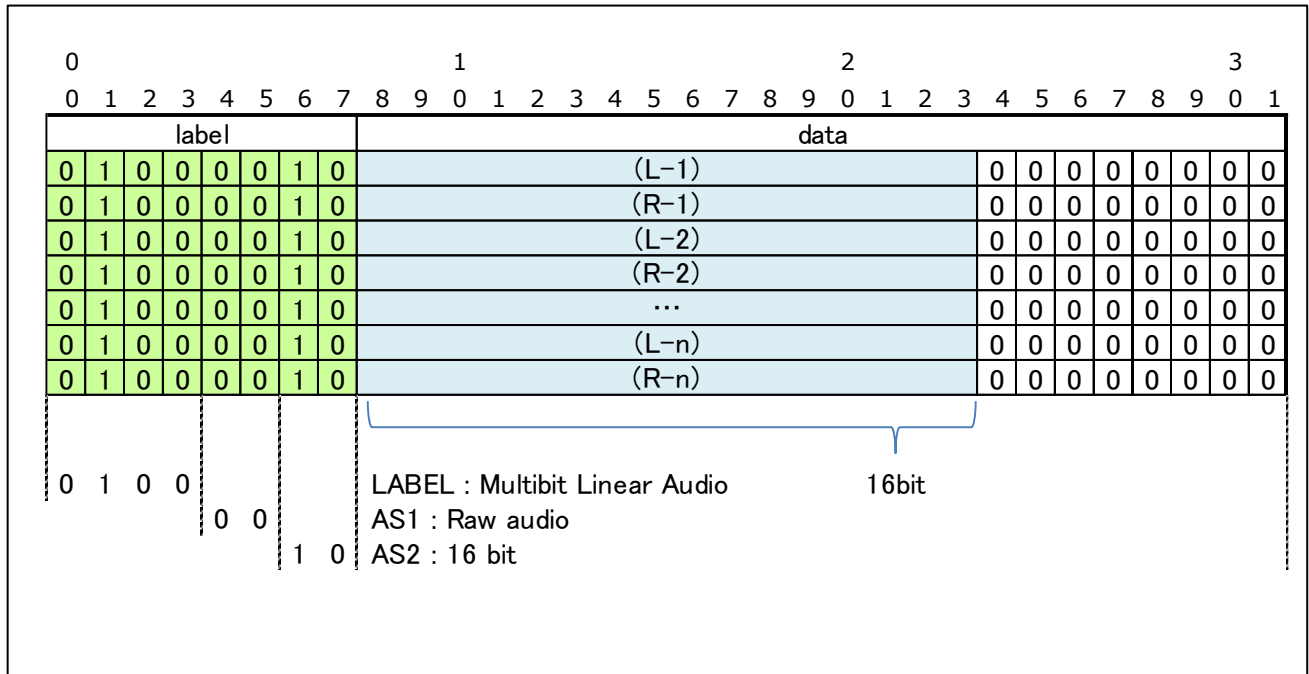 0 1 2 3
0 1 2 3 4 5 6 7 8 9 0 1 2 3 4 5 6 7 8 9 0 1 2 3 4 5 6 7 8 9 0 1
label data
0 1 0 0 0 0 1 0 (L-1) 0 0 0 0 0 0 0 0
0 1 0 0 0 0 1 0 (R-1) 0 0 0 0 0 0 0 0
0 1 0 0 0 0 1 0 (L-2) 0 0 0 0 0 0 0 0
0 1 0 0 0 0 1 0 (R-2) 0 0 0 0 0 0 0 0
0 1 0 0 0 0 1 0 … 0 0 0 0 0 0 0 0
0 1 0 0 0 0 1 0 (L-n) 0 0 0 0 0 0 0 0
0 1 0 0 0 0 1 0 (R-n) 0 0 0 0 0 0 0 0
0 1 0 0 LABEL : Multibit Linear Audio 16bit
0 0 AS1 : Raw audio
1 0 AS2 : 16 bit